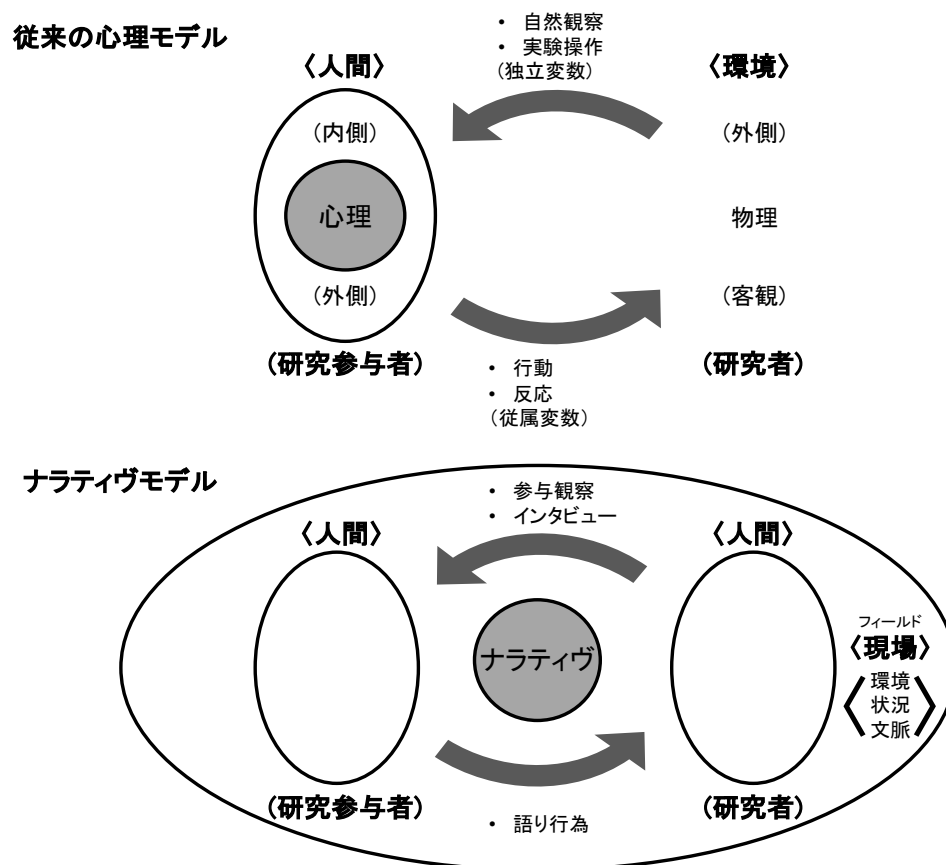 従来の心理モデル
• 自然観察
• 実験操作
(独立変数)
〈人間〉
〈環境〉
(内側)
(外側)
心理
物理
(外側)
(客観)
(研究参与者)
(研究者)
• 行動
• 反応
(従属変数)
ナラティヴモデル
• 参与観察
• インタビュー
〈人間〉
〈人間〉
ナラティヴ
フィールド
〈現場〉
環境
状況
文脈
(研究参与者)
(研究者)
• 語り行為